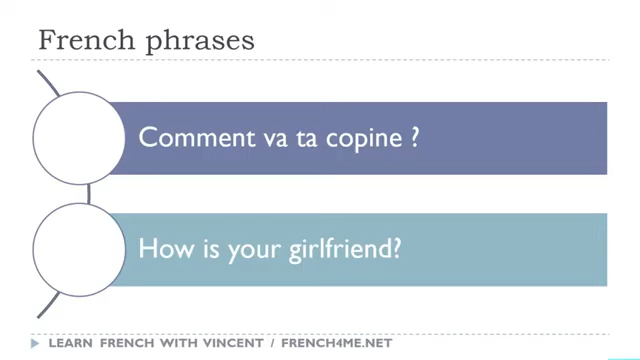 French phrases
Comment va ta copine ?
How is your girlfriend?
LEARN FRENCH WITH VINCENT / FRENCH4ME.NET